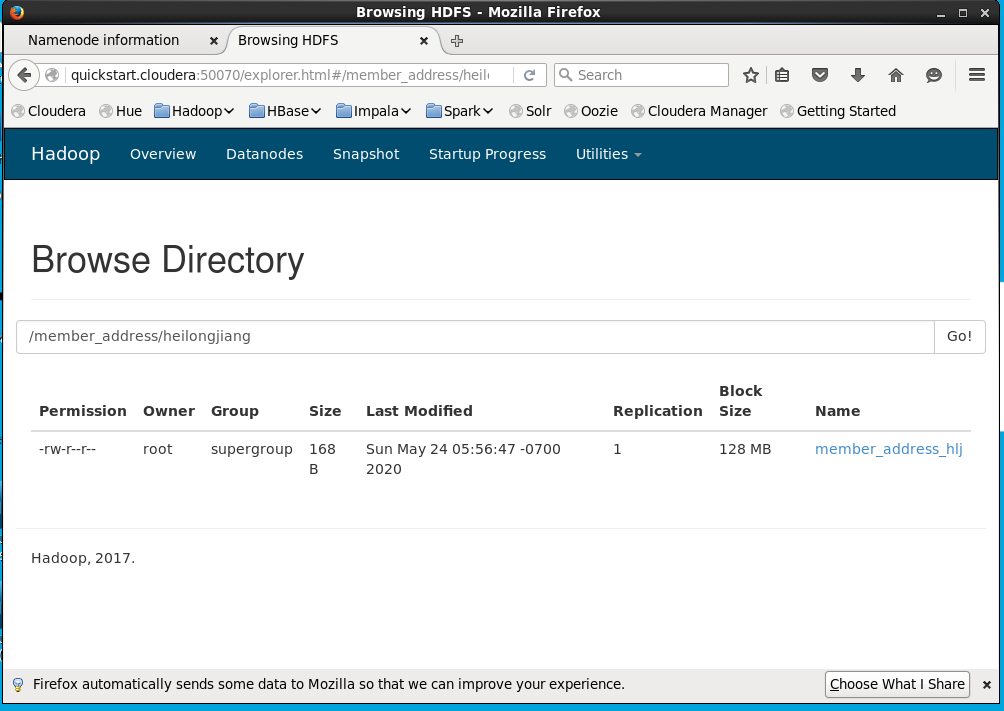 Browsing HDFS - Mozilla Firefox
Namenode information
Browsing HDFS
quickstart.cloudera:50070/explorer.html#/member_address/heil
Search
Cloudera Hue Hadoop HBase Impala Spark Solr Oozie Cloudera Manager Getting Started
Hadoop Overview Datanodes Snapshot Startup Progress Utilities
Browse Directory
/member_address/heilongjiang Go!
Permission Owner Group Size Last Modified Replication Block Size Name
-rw-r--r-- root supergroup 168 B Sun May 24 05:56:47 -0700 2020 1 128 MB member_address_hlj
Hadoop, 2017.
Firefox automatically sends some data to Mozilla so that we can improve your experience. Choose What I Share